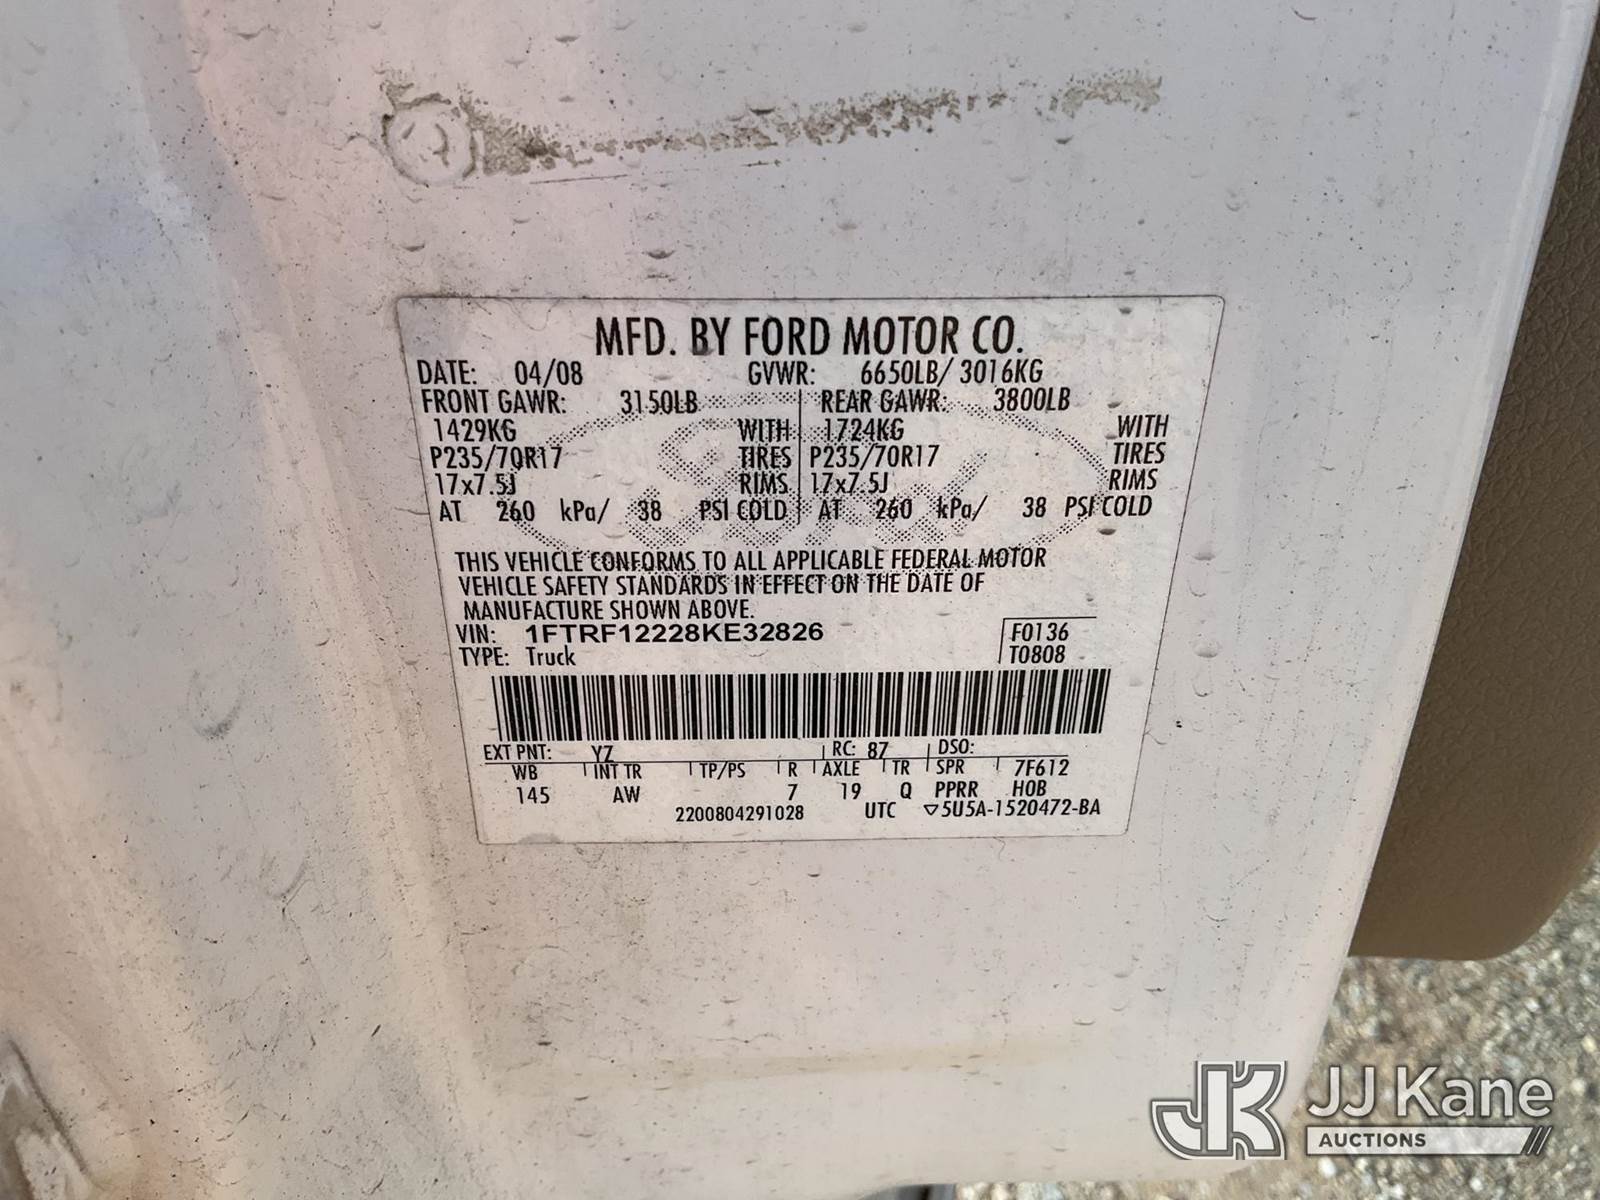 MFD. BY FORD MOTOR CO.
DATE: 04/08 GVWR: 6650LB/ 3016KG
FRONT GAWR: 3150LB REAR GAWR: 3800LB
1429KG WITH 1724KG WITH
P235/70R17 TIRES P235/70R17 TIRES
17x7.5J RIMS 17x7.5J RIMS
AT 260 kPa/ 38 PSI COLD AT 260 kPa/ 38 PSI COLD
THIS VEHICLE CONFORMS TO ALL APPLICABLE FEDERAL MOTOR
VEHICLE SAFETY STANDARDS IN EFFECT ON THE DATE OF
MANUFACTURE SHOWN ABOVE.
VIN: 1FTRF12228KE32826 F0136
TYPE: Truck T0808
EXT PNT: YZ RC: 87 DSO:
WB INT TR TP/PS R AXLE TR SPR 7F612
145 AW 7 19 Q PPRR H0B
2200804291028 UTC ▽5U5A-1520472-BA
JK JJ Kane
AUCTIONS